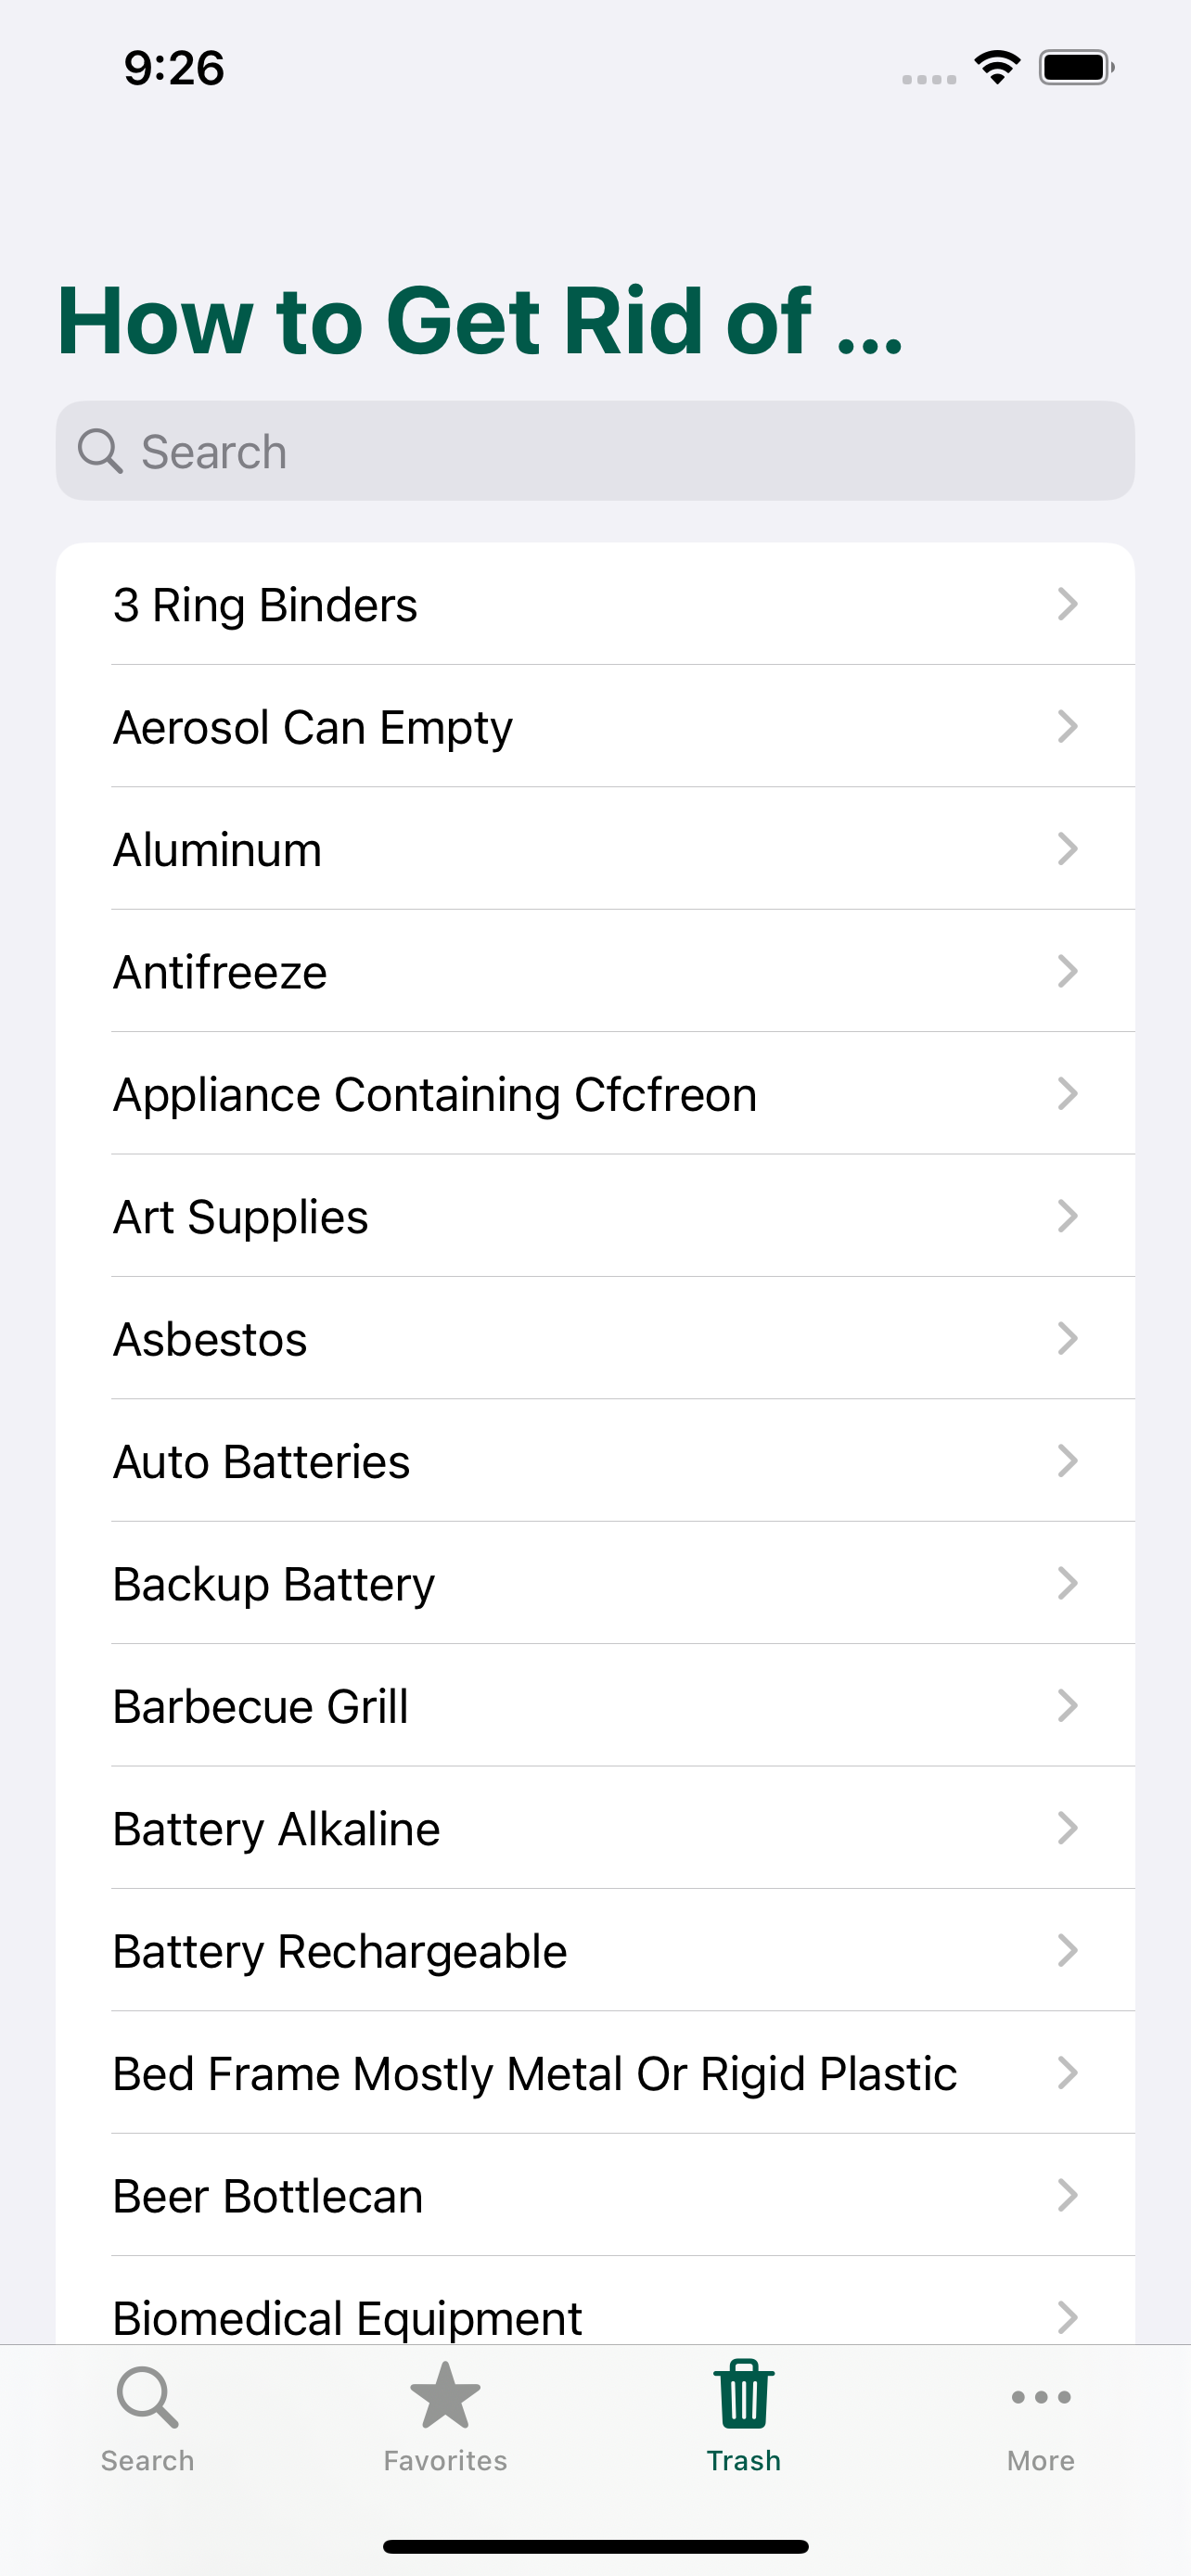 9:26
How to Get Rid of ...
Search
3 Ring Binders
Aerosol Can Empty
Aluminum
Antifreeze
Appliance Containing Cfcfreon
Art Supplies
Asbestos
Auto Batteries
Backup Battery
Barbecue Grill
Battery Alkaline
Battery Rechargeable
Bed Frame Mostly Metal Or Rigid Plastic
Beer Bottlecan
Biomedical Equipment
Search Favorites Trash More